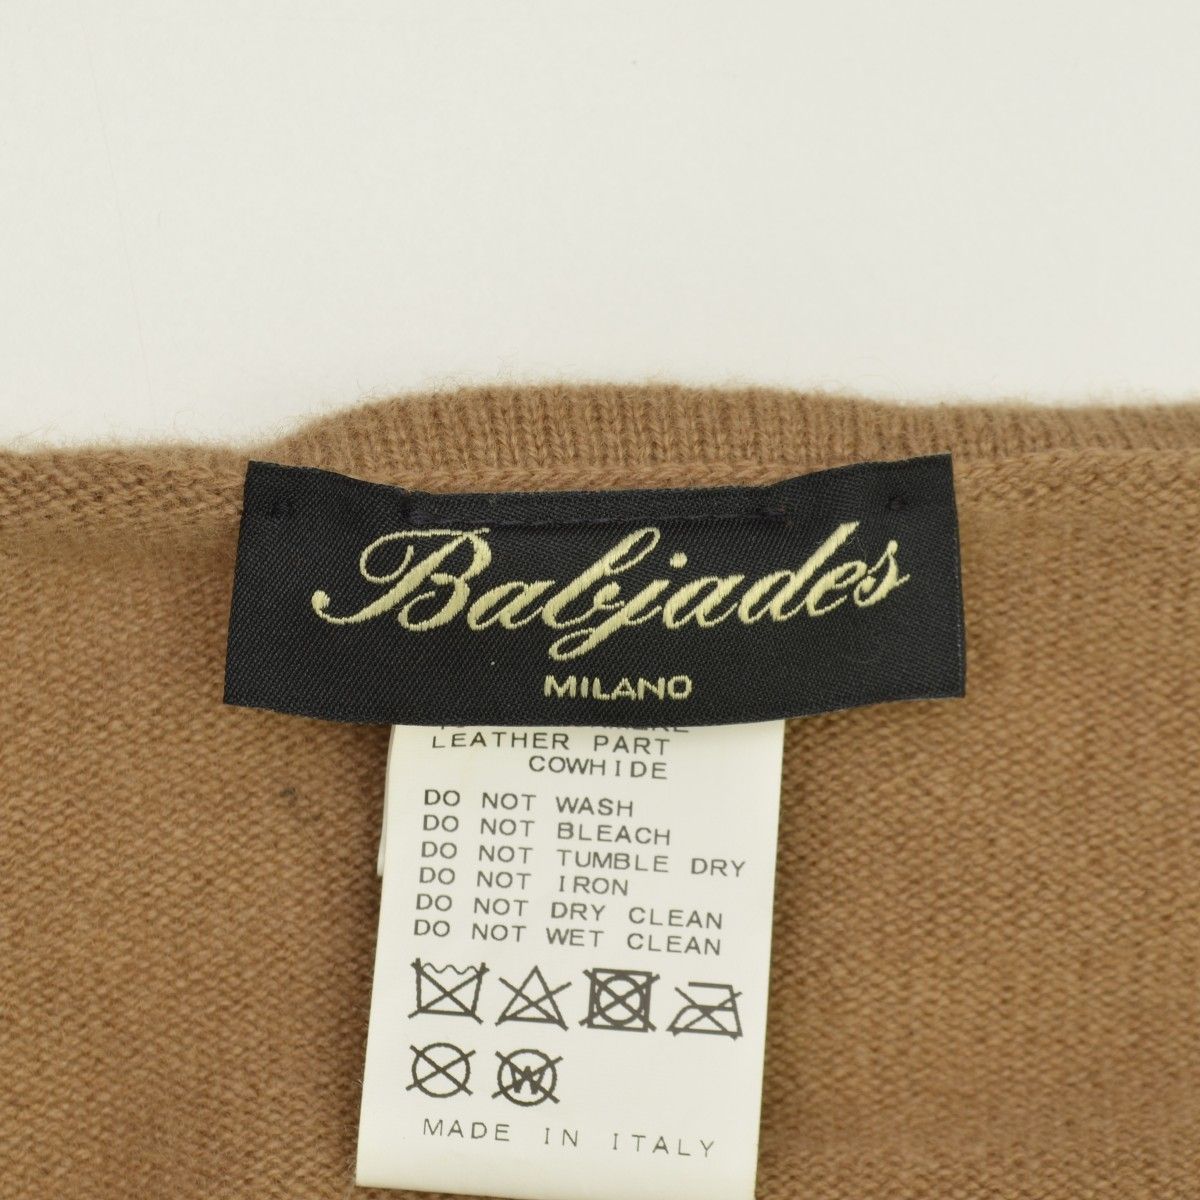 Babjades
MILANO
LEATHER PART
COWHIDE
DO NOT WASH
DO NOT BLEACH
DO NOT TUMBLE DRY
DO NOT IRON
DO NOT DRY CLEAN
DO NOT WET CLEAN
W
MADE IN ITALY